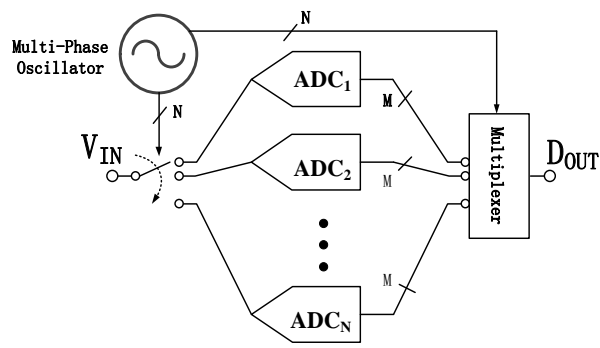 Multi-Phase
Oscillator
N
N
V_IN
ADC₁
M
ADC₂
M
ADC_N
M
Multiplexer
D_OUT